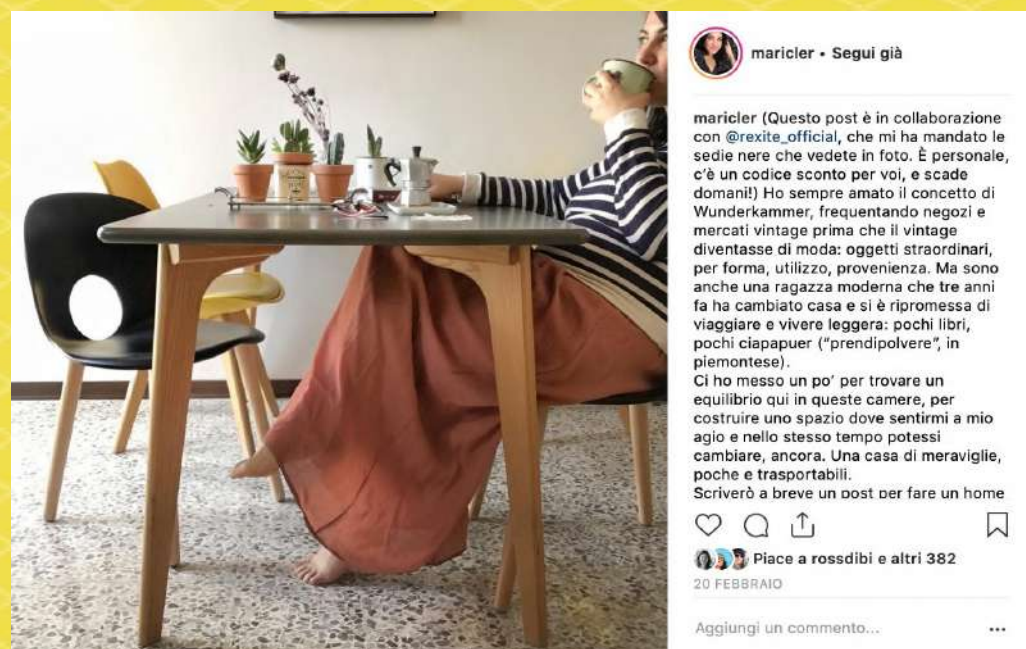 maricler • Segui già
maricler (Questo post è in collaborazione
con @rexite_official, che mi ha mandato le
sedie nere che vedete in foto. È personale,
c'è un codice sconto per voi, e scade
domani!) Ho sempre amato il concetto di
Wunderkammer, frequentando negozi e
mercati vintage prima che il vintage
diventasse di moda: oggetti straordinari,
per forma, utilizzo, provenienza. Ma sono
anche una ragazza moderna che tre anni
fa ha cambiato casa e si è ripromessa di
viaggiare e vivere leggera: pochi libri,
pochi ciapapuer ("prendipolvere", in
piemontese).
Ci ho messo un po' per trovare un
equilibrio qui in queste camere, per
costruire uno spazio dove sentirmi a mio
agio e nello stesso tempo potessi
cambiare, ancora. Una casa di meraviglie,
poche e trasportabili.
Scriverò a breve un post per fare un home
Piace a rossdibi e altri 382
20 FEBBRAIO
Aggiungi un commento...